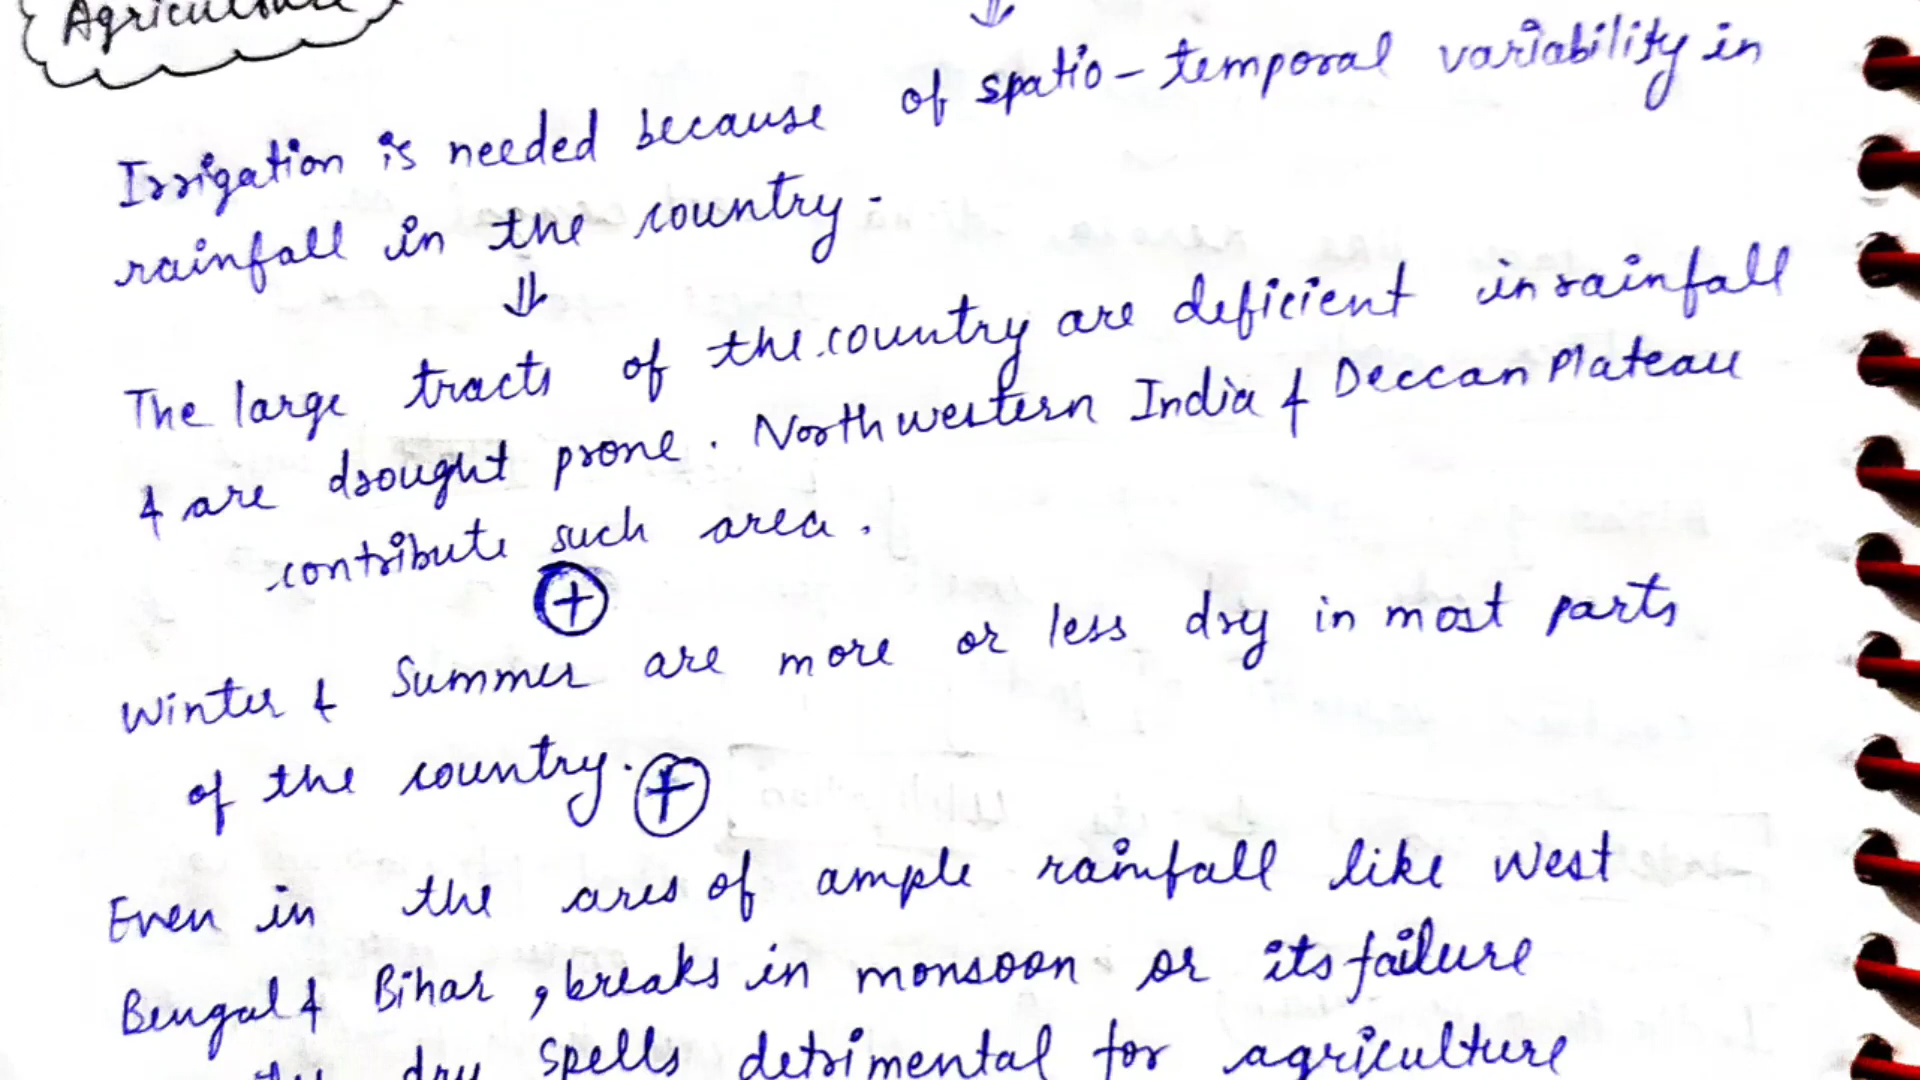 Agriculture
⇓
Irrigation is needed because of spatio-temporal variability in
rainfall in the country.
⇓
The large tracts of the country are deficient in rainfall
& are drought prone. Northwestern India & Deccan Plateau
contribute such area.
⊕
Winter & Summer are more or less dry in most parts
of the country. ⊕
Even in the ares of ample rainfall like West
Bengal & Bihar, breaks in monsoon or its failure
dry spells detrimental for agriculture